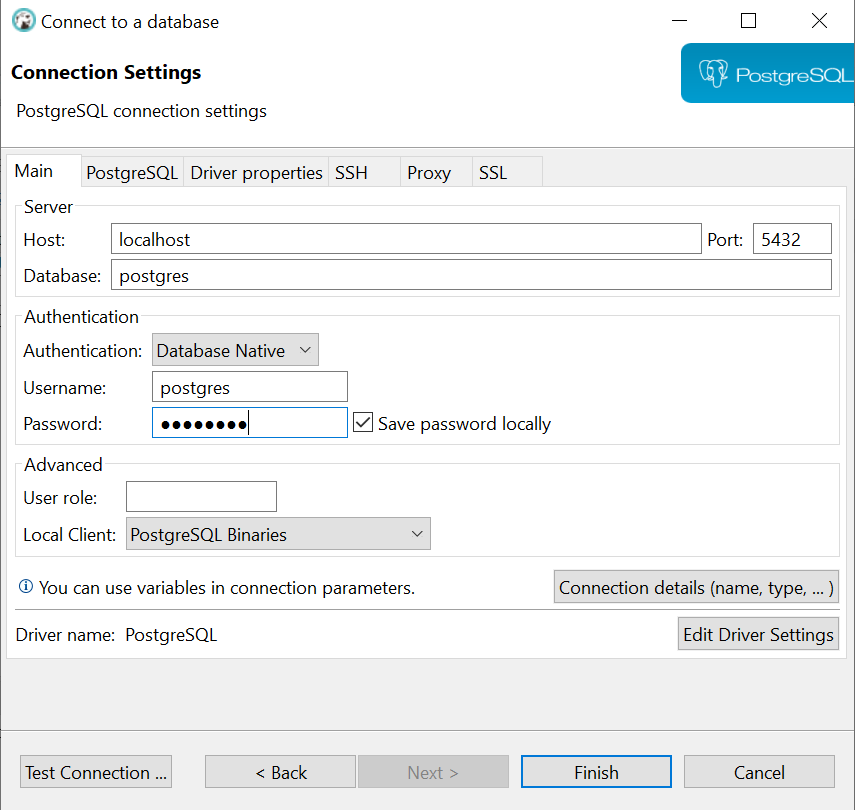 Connect to a database
Connection Settings
PostgreSQL connection settings
PostgreSQL
Main PostgreSQL Driver properties SSH Proxy SSL
Server
Host: localhost Port: 5432
Database: postgres
Authentication
Authentication: Database Native
Username: postgres
Password: ●●●●●●●● Save password locally
Advanced
User role:
Local Client: PostgreSQL Binaries
You can use variables in connection parameters. Connection details (name, type, ... )
Driver name: PostgreSQL Edit Driver Settings
Test Connection ... < Back Next > Finish Cancel